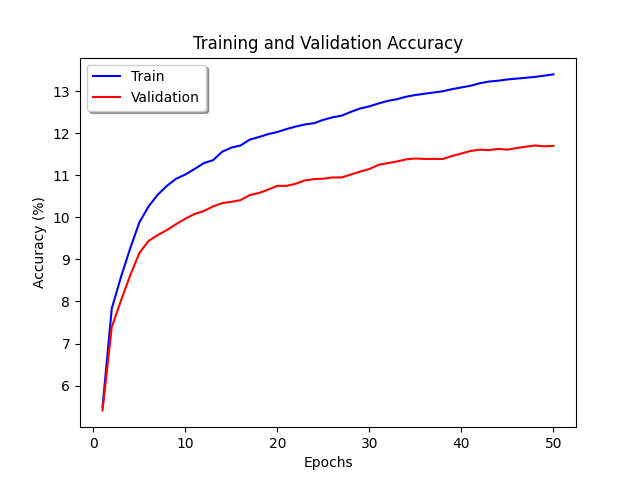 Training and Validation Accuracy
Train
Validation
13
12
11
10
9
8
7
6
Accuracy (%)
0 10 20 30 40 50
Epochs